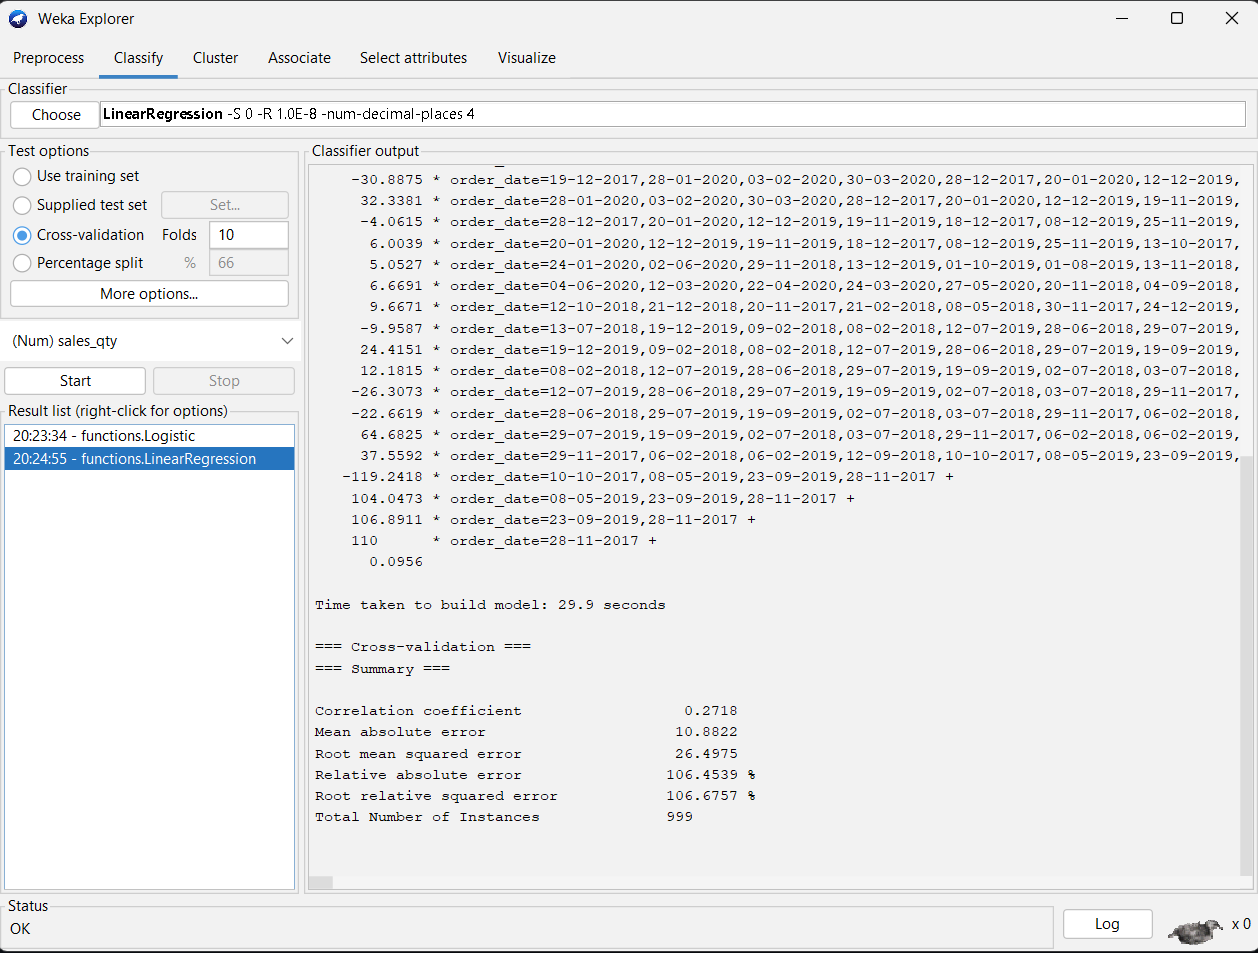 Weka Explorer
Preprocess Classify Cluster Associate Select attributes Visualize
Classifier
Choose LinearRegression -S 0 -R 1.0E-8 -num-decimal-places 4
Test options
Use training set
Supplied test set Set...
Cross-validation Folds 10
Percentage split % 66
More options...
(Num) sales_qty
Start Stop
Result list (right-click for options)
20:23:34 - functions.Logistic
20:24:55 - functions.LinearRegression
Classifier output
-30.8875 * order_date=19-12-2017,28-01-2020,03-02-2020,30-03-2020,28-12-2017,20-01-2020,12-12-2019,
32.3381 * order_date=28-01-2020,03-02-2020,30-03-2020,28-12-2017,20-01-2020,12-12-2019,19-11-2019,
-4.0615 * order_date=28-12-2017,20-01-2020,12-12-2019,19-11-2019,18-12-2017,08-12-2019,25-11-2019,
6.0039 * order_date=20-01-2020,12-12-2019,19-11-2019,18-12-2017,08-12-2019,25-11-2019,13-10-2017,
5.0527 * order_date=24-01-2020,02-06-2020,29-11-2018,13-12-2019,01-10-2019,01-08-2019,13-11-2018,
6.6691 * order_date=04-06-2020,12-03-2020,22-04-2020,24-03-2020,27-05-2020,20-11-2018,04-09-2018,
9.6671 * order_date=12-10-2018,21-12-2018,20-11-2017,21-02-2018,08-05-2018,30-11-2017,24-12-2019,
-9.9587 * order_date=13-07-2018,19-12-2019,09-02-2018,08-02-2018,12-07-2019,28-06-2018,29-07-2019,
24.4151 * order_date=19-12-2019,09-02-2018,08-02-2018,12-07-2019,28-06-2018,29-07-2019,19-09-2019,
12.1815 * order_date=08-02-2018,12-07-2019,28-06-2018,29-07-2019,19-09-2019,02-07-2018,03-07-2018,
-26.3073 * order_date=12-07-2019,28-06-2018,29-07-2019,19-09-2019,02-07-2018,03-07-2018,29-11-2017,
-22.6619 * order_date=28-06-2018,29-07-2019,19-09-2019,02-07-2018,03-07-2018,29-11-2017,06-02-2018,
64.6825 * order_date=29-07-2019,19-09-2019,02-07-2018,03-07-2018,29-11-2017,06-02-2018,06-02-2019,
37.5592 * order_date=29-11-2017,06-02-2018,06-02-2019,12-09-2018,10-10-2017,08-05-2019,23-09-2019,
-119.2418 * order_date=10-10-2017,08-05-2019,23-09-2019,28-11-2017 +
104.0473 * order_date=08-05-2019,23-09-2019,28-11-2017 +
106.8911 * order_date=23-09-2019,28-11-2017 +
110 * order_date=28-11-2017 +
0.0956
Time taken to build model: 29.9 seconds
=== Cross-validation ===
=== Summary ===
Correlation coefficient 0.2718
Mean absolute error 10.8822
Root mean squared error 26.4975
Relative absolute error 106.4539 %
Root relative squared error 106.6757 %
Total Number of Instances 999
Status
OK
Log x 0